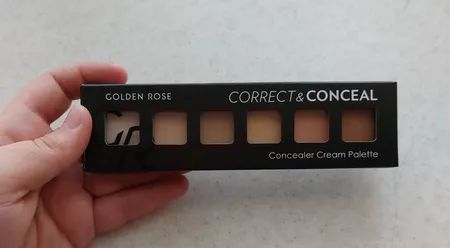 GOLDEN ROSE
CORRECT & CONCEAL
Concealer Cream Palette